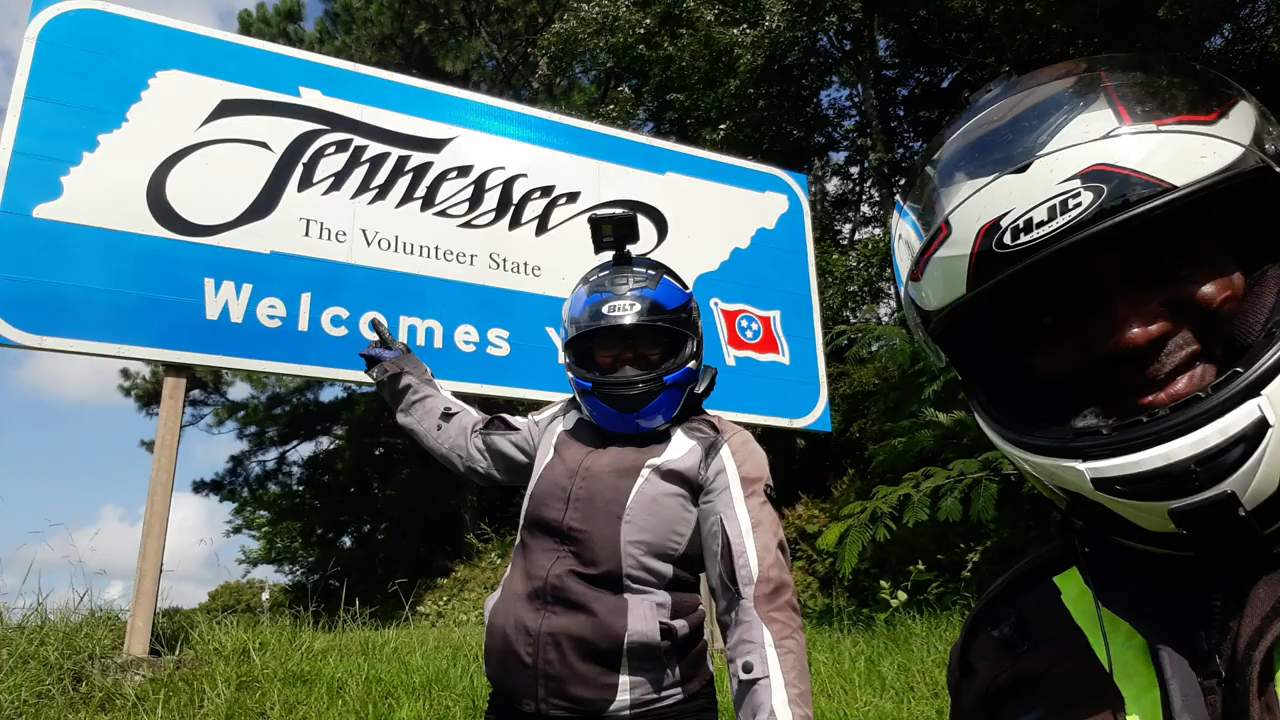 Tennessee
The Volunteer State
Welcomes Y
BiLT
HJC